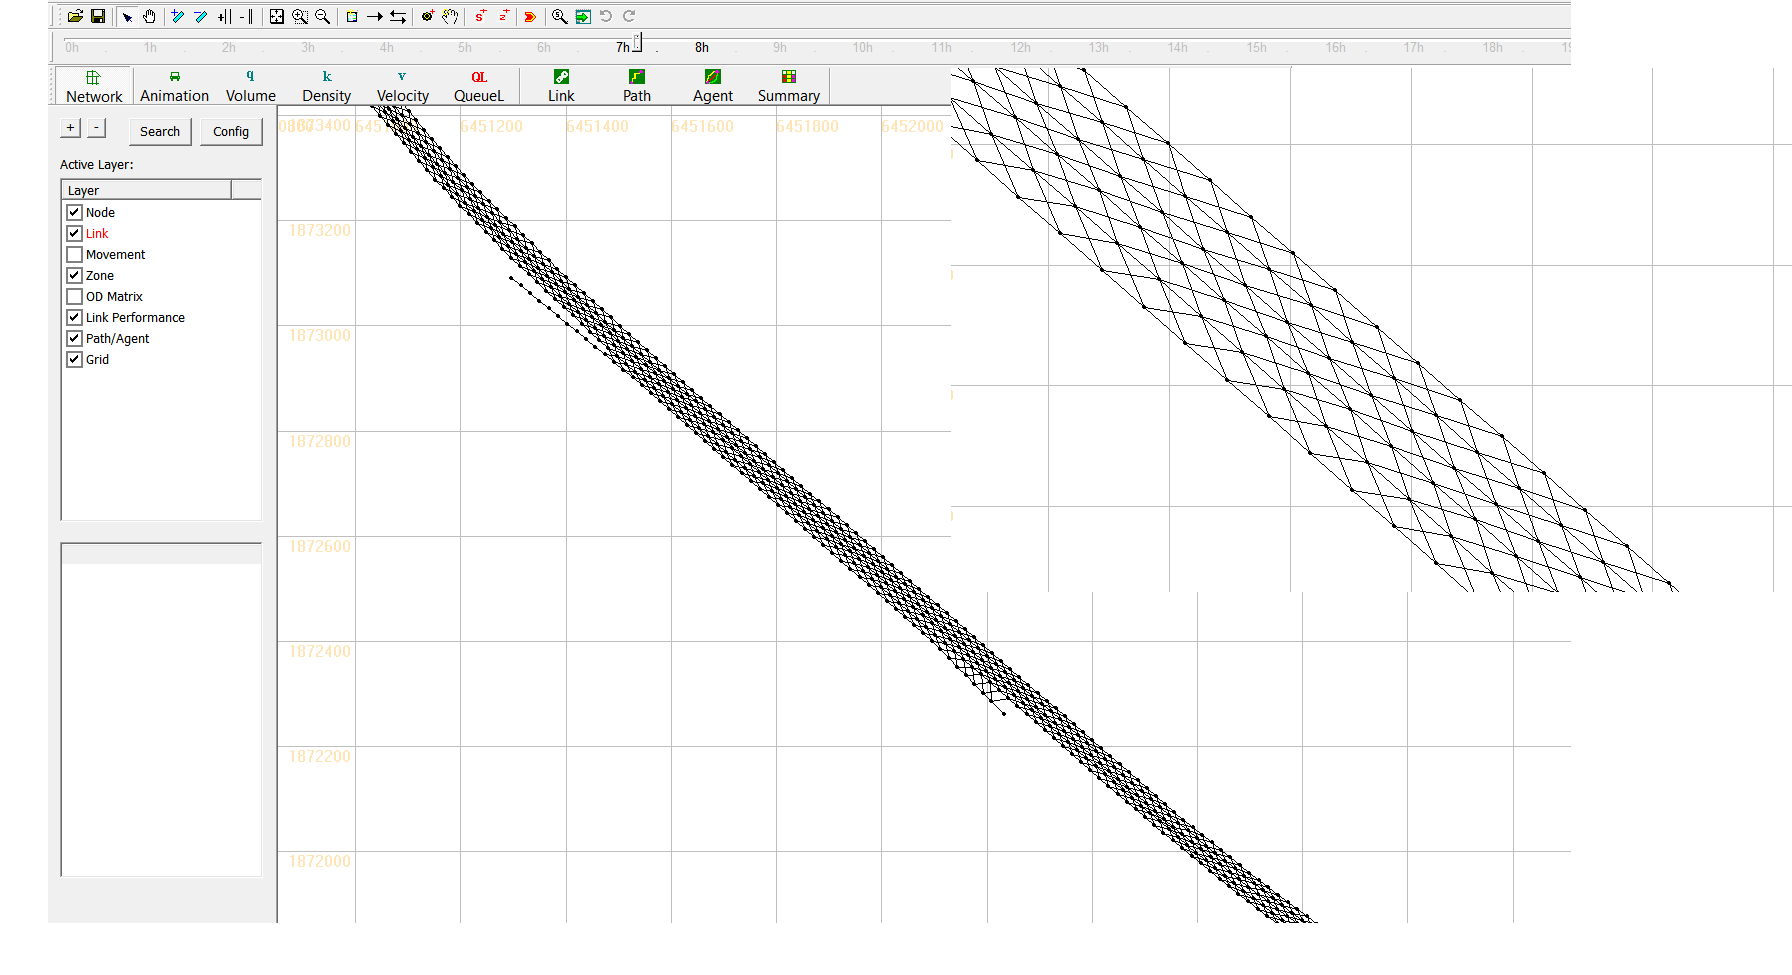 0h 1h 2h 3h 4h 5h 6h 7h 8h 9h 10h 11h 12h 13h 14h 15h 16h 17h 18h
Network Animation Volume Density Velocity QueueL Link Path Agent Summary
q k v QL
+ - Search Config
Active Layer:
Layer
Node
Link
Movement
Zone
OD Matrix
Link Performance
Path/Agent
Grid
1873400 6451200 6451400 6451600 6451800 6452000
1873200
1873000
1872800
1872600
1872400
1872200
1872000